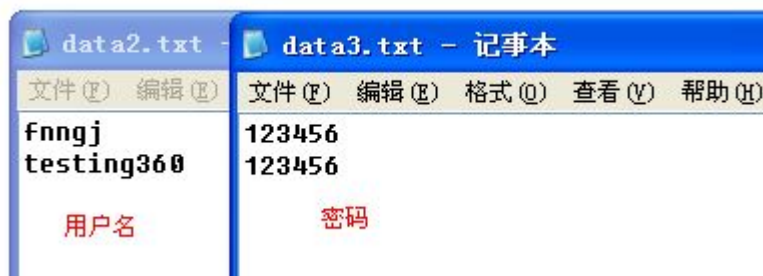 data2.txt -
文件(F) 编辑(E)
fnngj
testing360
用户名
data3.txt - 记事本
文件(F) 编辑(E) 格式(O) 查看(V) 帮助(H)
123456
123456
密码